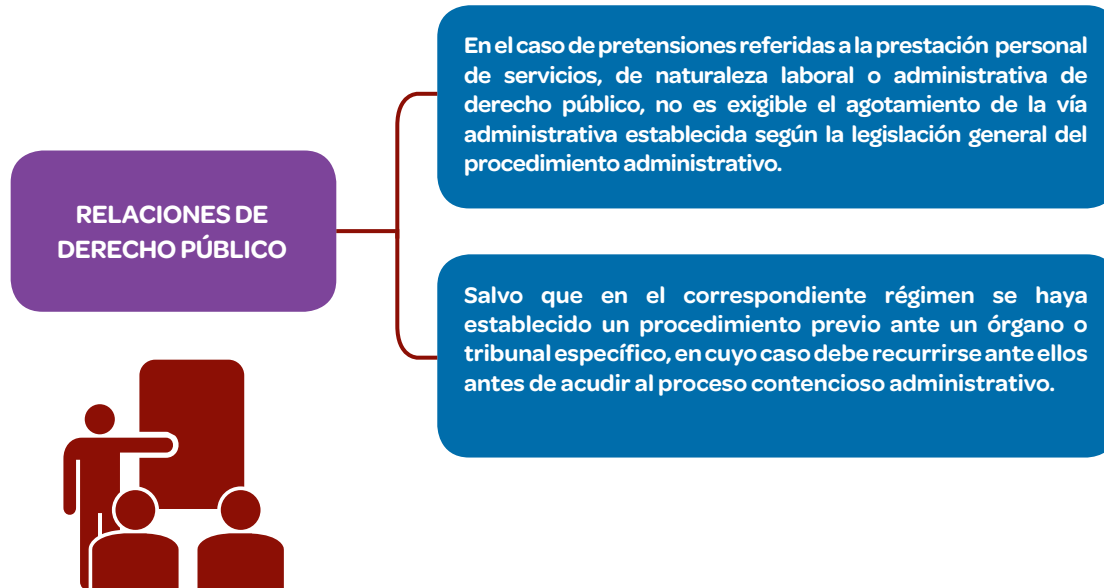 RELACIONES DE
DERECHO PÚBLICO
En el caso de pretensiones referidas a la prestación personal
de servicios, de naturaleza laboral o administrativa de
derecho público, no es exigible el agotamiento de la vía
administrativa establecida según la legislación general del
procedimiento administrativo.
Salvo que en el correspondiente régimen se haya
establecido un procedimiento previo ante un órgano o
tribunal específico, en cuyo caso debe recurrirse ante ellos
antes de acudir al proceso contencioso administrativo.